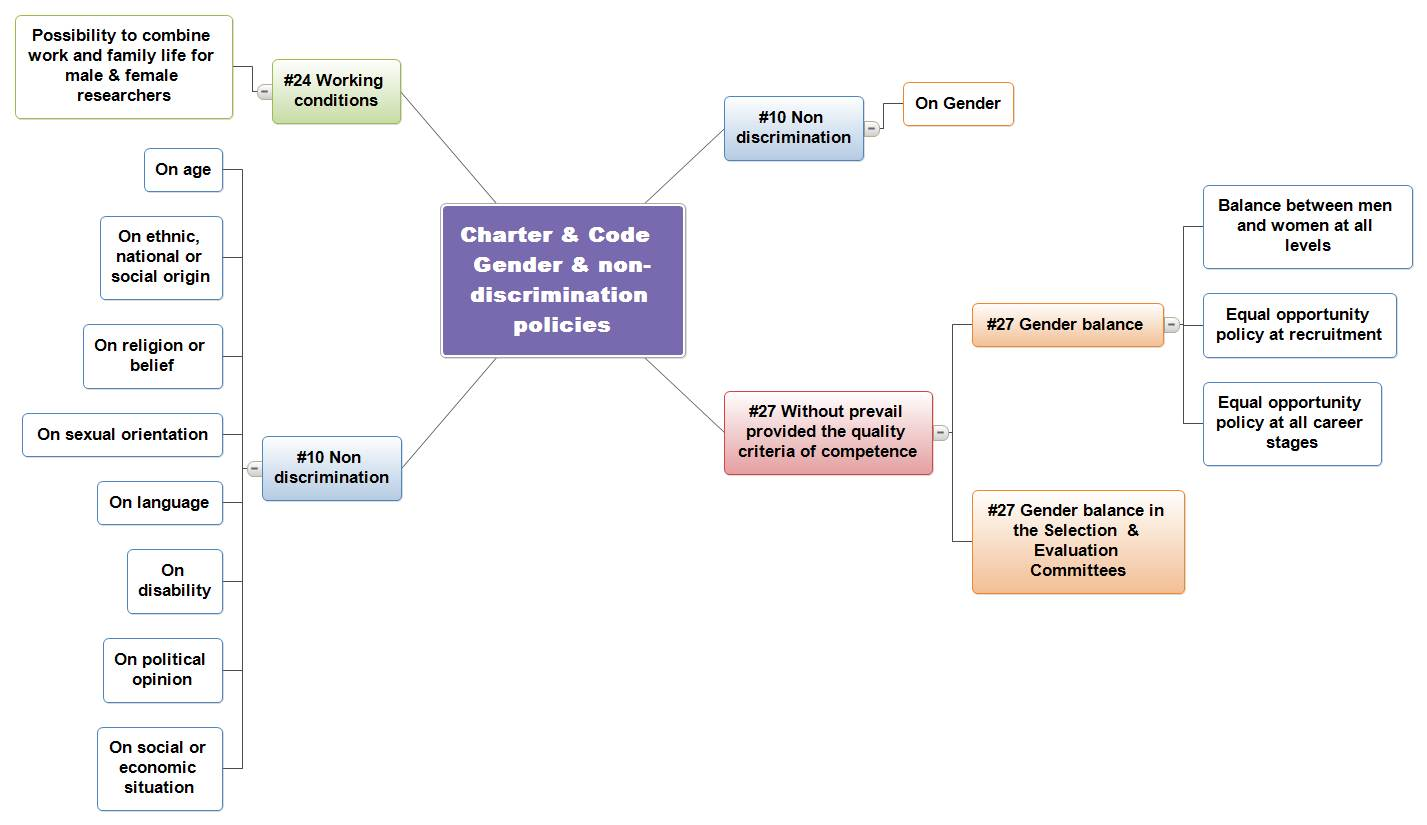 Possibility to combine
work and family life for
male & female
researchers
#24 Working
conditions
#10 Non
discrimination
On Gender
Charter & Code
Gender & non-
discrimination
policies
On age
On ethnic,
national or
social origin
On religion or
belief
On sexual orientation
On language
On
disability
On political
opinion
On social or
economic
situation
#10 Non
discrimination
#27 Without prevail
provided the quality
criteria of competence
#27 Gender balance
Balance between men
and women at all
levels
Equal opportunity
policy at recruitment
Equal opportunity
policy at all career
stages
#27 Gender balance in
the Selection & 
Evaluation
Committees